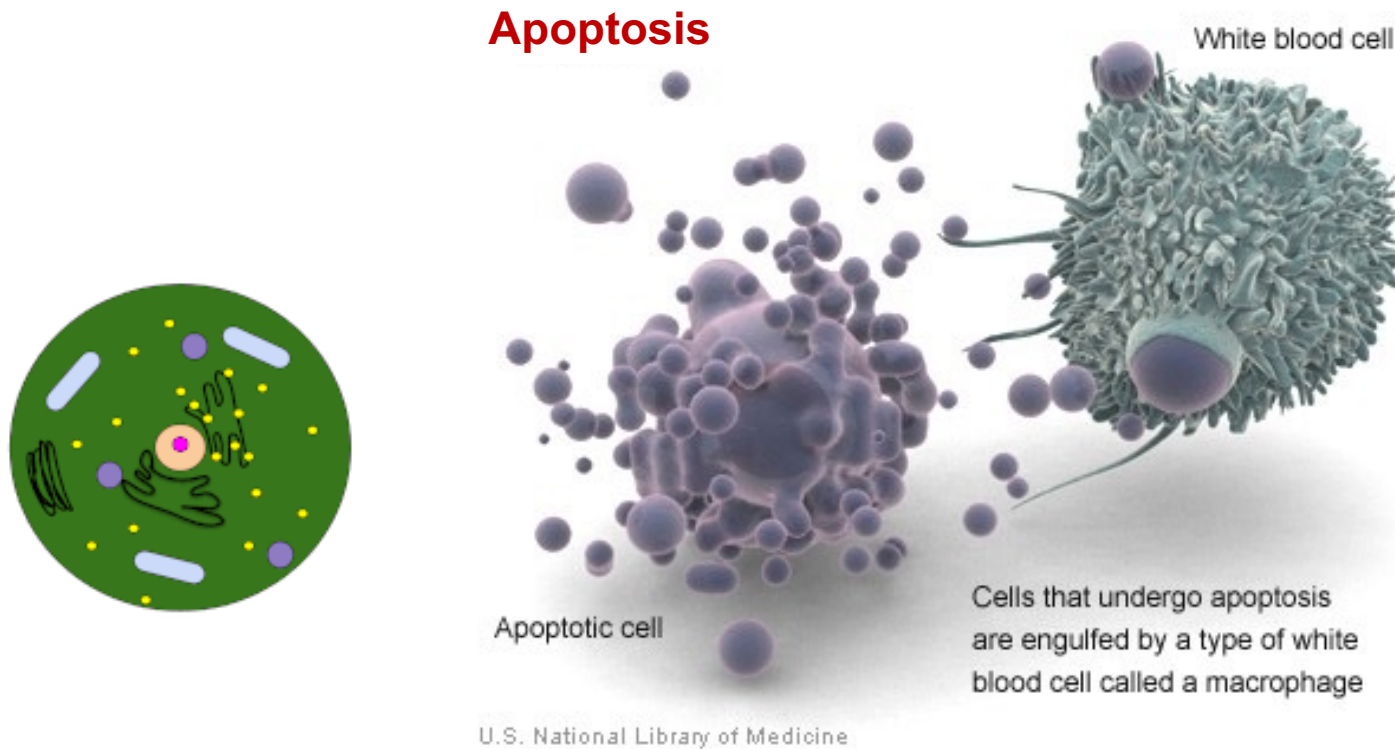 Apoptosis
White blood cell
Apoptotic cell
Cells that undergo apoptosis
are engulfed by a type of white
blood cell called a macrophage
U.S. National Library of Medicine